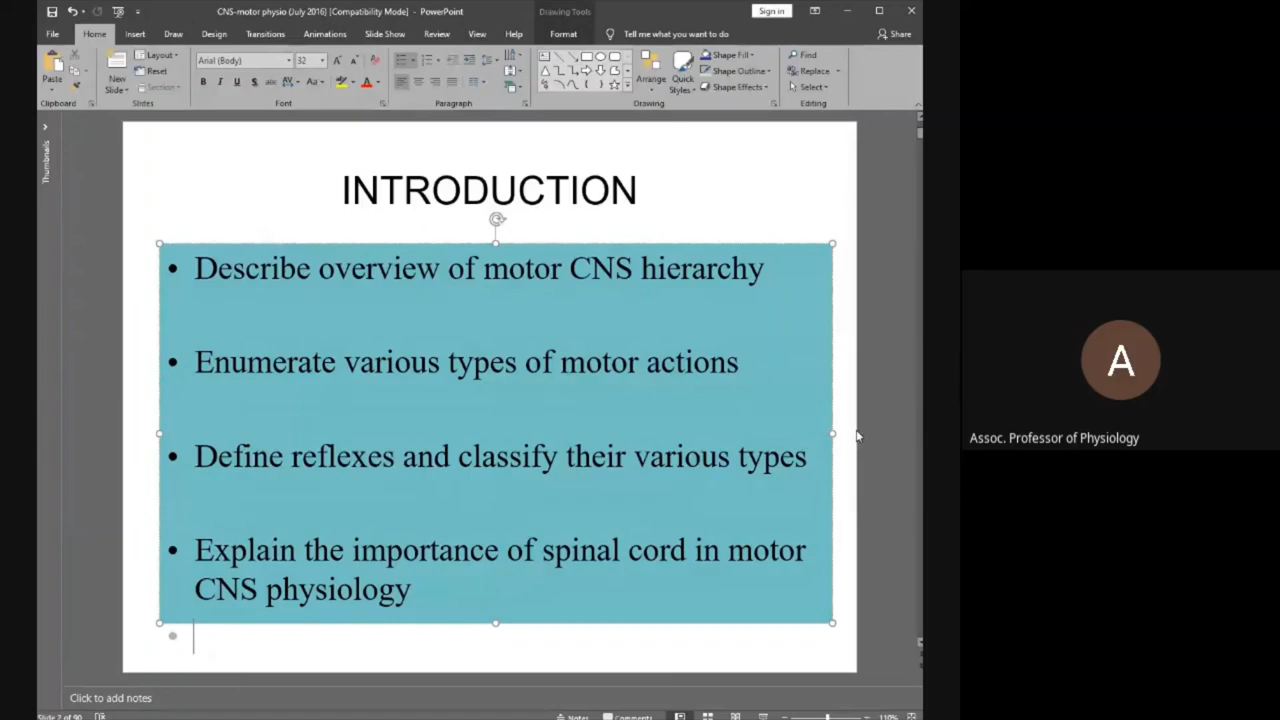 CNS-motor physio (July 2016) [Compatibility Mode] - PowerPoint
Drawing Tools
Sign in
File Home Insert Draw Design Transitions Animations Slide Show Review View Help Format Tell me what you want to do Share
Paste
Clipboard
New
Slide
Layout
Reset
Section
Slides
Arial (Body) 32
Font
Paragraph
Arrange
Quick
Styles
Shape Fill
Shape Outline
Shape Effects
Drawing
Find
Replace
Select
Editing
Thumbnails
INTRODUCTION
• Describe overview of motor CNS hierarchy
• Enumerate various types of motor actions
• Define reflexes and classify their various types
• Explain the importance of spinal cord in motor
CNS physiology
A
Assoc. Professor of Physiology
Click to add notes
Slide 2 of 90 Notes Comments 110%